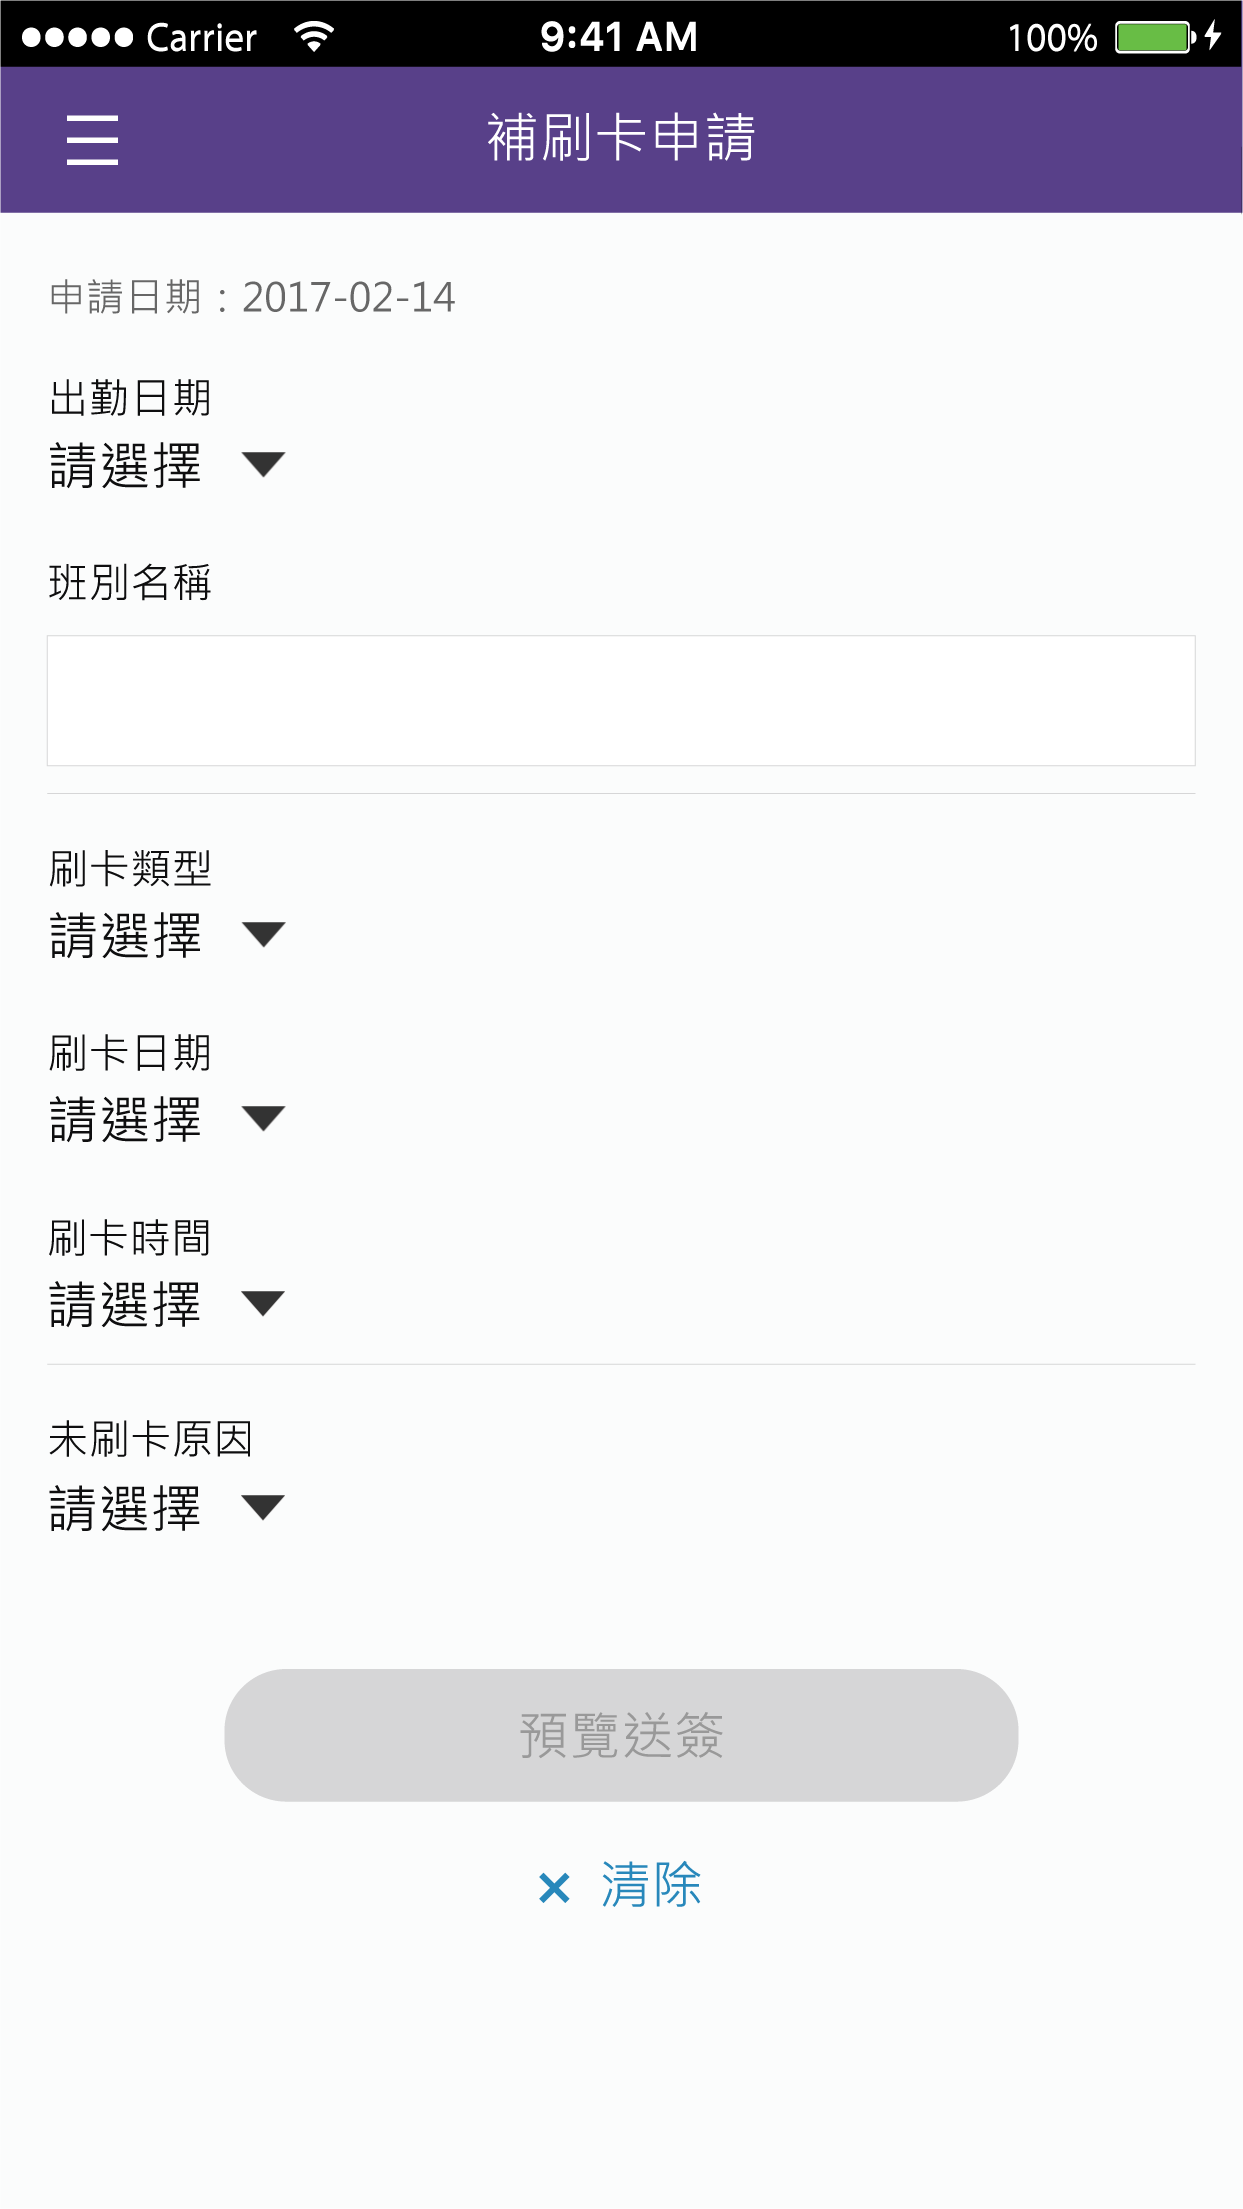 Carrier 9:41 AM 100%
補刷卡申請
申請日期：2017-02-14
出勤日期
請選擇
班別名稱
刷卡類型
請選擇
刷卡日期
請選擇
刷卡時間
請選擇
未刷卡原因
請選擇
預覽送簽
× 清除